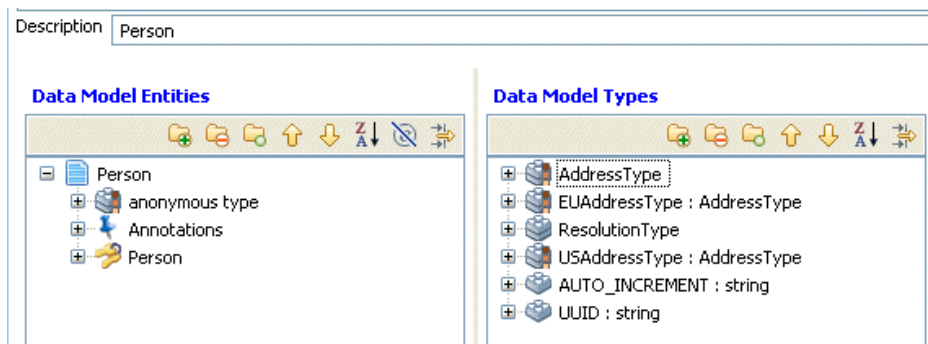 Description Person
Data Model Entities
Person
anonymous type
Annotations
Person
Data Model Types
AddressType
EUAddressType : AddressType
ResolutionType
USAddressType : AddressType
AUTO_INCREMENT : string
UUID : string